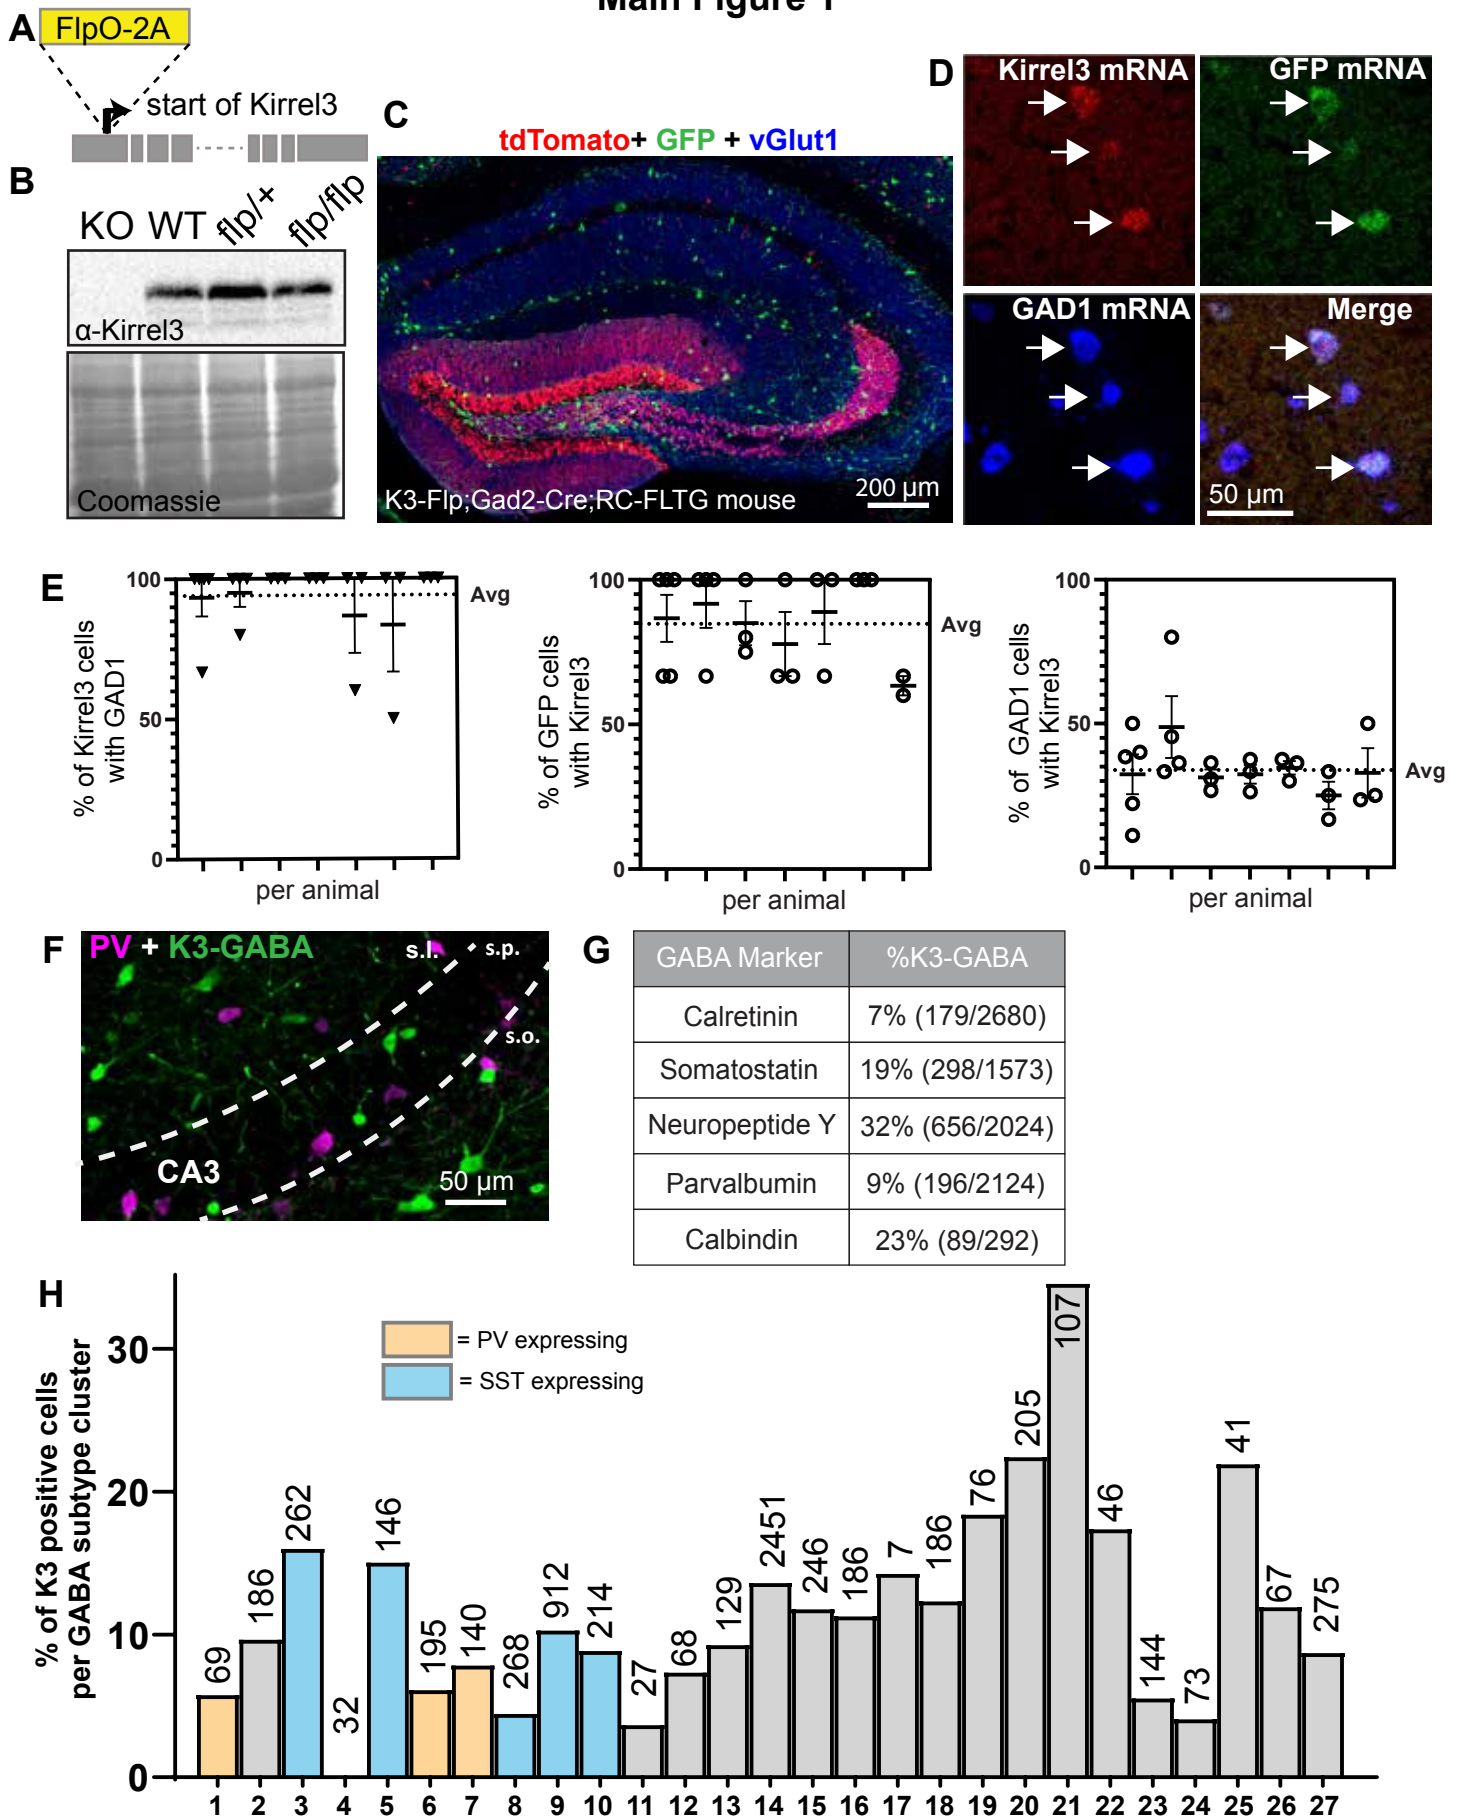 Main Figure 1
A
FlpO-2A
start of Kirrel3
B
KO WT flp/+ flp/flp
α-Kirrel3
Coomassie
C
tdTomato+ GFP + vGlut1
K3-Flp;Gad2-Cre;RC-FLTG mouse
200 µm
D
Kirrel3 mRNA
GFP mRNA
GAD1 mRNA
Merge
50 µm
E
% of Kirrel3 cells
with GAD1
100
50
0
Avg
per animal
% of GFP cells
with Kirrel3
100
50
0
Avg
per animal
% of GAD1 cells
with Kirrel3
100
50
0
Avg
per animal
F
PV + K3-GABA
s.l.
s.p.
s.o.
CA3
50 µm
G
GABA Marker %K3-GABA
Calretinin 7% (179/2680)
Somatostatin 19% (298/1573)
Neuropeptide Y 32% (656/2024)
Parvalbumin 9% (196/2124)
Calbindin 23% (89/292)
H
% of K3 positive cells
per GABA subtype cluster
30
20
10
0
= PV expressing
= SST expressing
69 186 262 32 146 195 140 268 912 214 27 68 129 2451 246 186 7 186 76 205 107 46 144 73 41 67 275
1 2 3 4 5 6 7 8 9 10 11 12 13 14 15 16 17 18 19 20 21 22 23 24 25 26 27